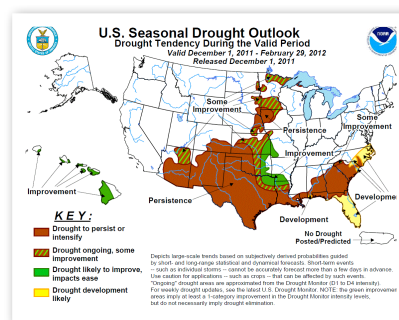 U.S. Seasonal Drought Outlook
Drought Tendency During the Valid Period
Valid December 1, 2011 - February 29, 2012
Released December 1, 2011
NOAA
Some
Improvement
Persistence
Some
Improvement
Improvement
Improvement
Persistence
Development
Developme
No Drought
Posted/Predicted
KEY:
Drought to persist or
intensify
Drought ongoing, some
improvement
Drought likely to improve,
impacts ease
Drought development
likely
Depicts large-scale trends based on subjectively derived probabilities guided
by short- and long-range statistical and dynamical forecasts. Short-term events
-- such as individual storms -- cannot be accurately forecast more than a few days in advance.
Use caution for applications -- such as crops -- that can be affected by such events.
"Ongoing" drought areas are approximated from the Drought Monitor (D1 to D4 intensity).
For weekly drought updates, see the latest U.S. Drought Monitor. NOTE: the green improvemen
areas imply at least a 1-category improvement in the Drought Monitor intensity levels,
but do not necessarily imply drought elimination.